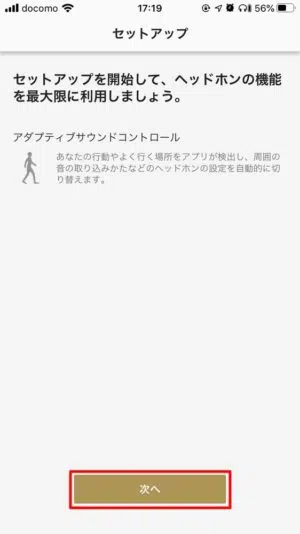 docomo 17:19 56%
セットアップ
セットアップを開始して、ヘッドホンの機能
を最大限に利用しましょう。
アダプティブサウンドコントロール
あなたの行動やよく行く場所をアプリが検出し、周囲の
音の取り込みかたなどのヘッドホンの設定を自動的に切
り替えます。
次へ